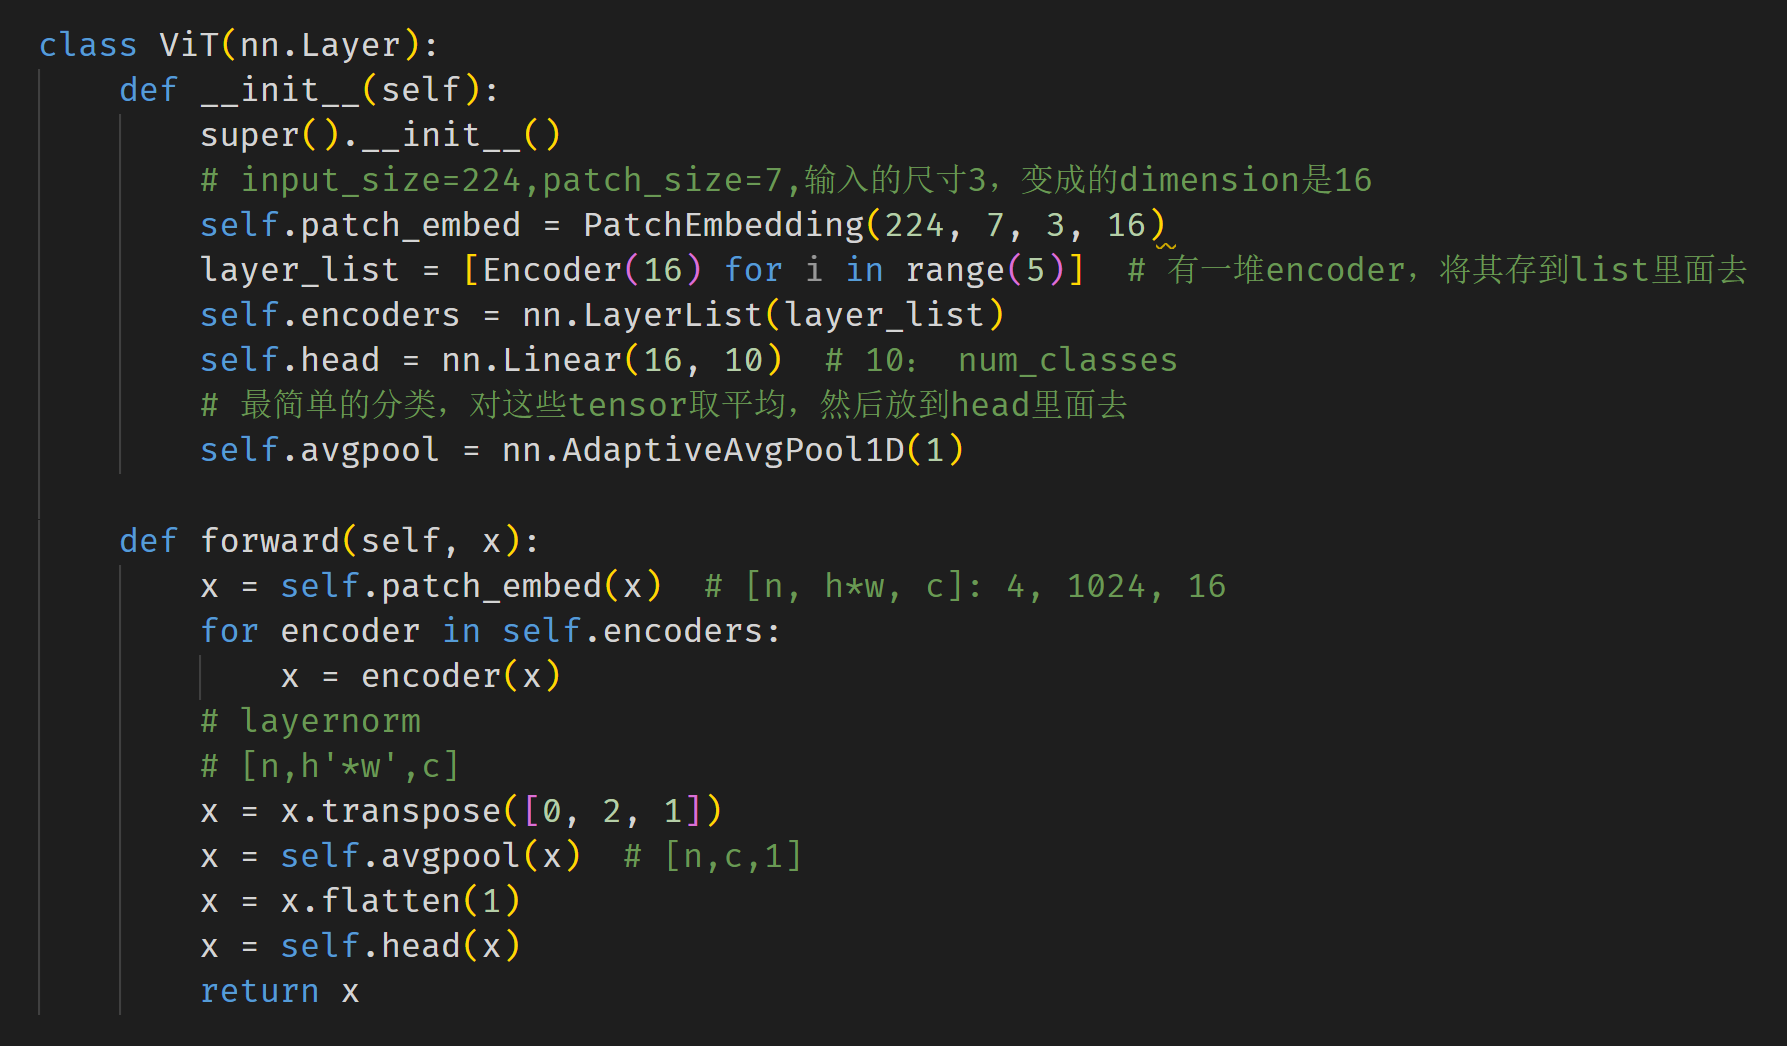 class ViT(nn.Layer):
    def __init__(self):
        super().__init__()
        # input_size=224,patch_size=7,输入的尺寸3，变成的dimension是16
        self.patch_embed = PatchEmbedding(224, 7, 3, 16)
        layer_list = [Encoder(16) for i in range(5)]  # 有一堆encoder，将其存到list里面去
        self.encoders = nn.LayerList(layer_list)
        self.head = nn.Linear(16, 10)  # 10： num_classes
        # 最简单的分类，对这些tensor取平均，然后放到head里面去
        self.avgpool = nn.AdaptiveAvgPool1D(1)

    def forward(self, x):
        x = self.patch_embed(x)  # [n, h*w, c]: 4, 1024, 16
        for encoder in self.encoders:
            x = encoder(x)
        # layernorm
        # [n,h'*w',c]
        x = x.transpose([0, 2, 1])
        x = self.avgpool(x)  # [n,c,1]
        x = x.flatten(1)
        x = self.head(x)
        return x